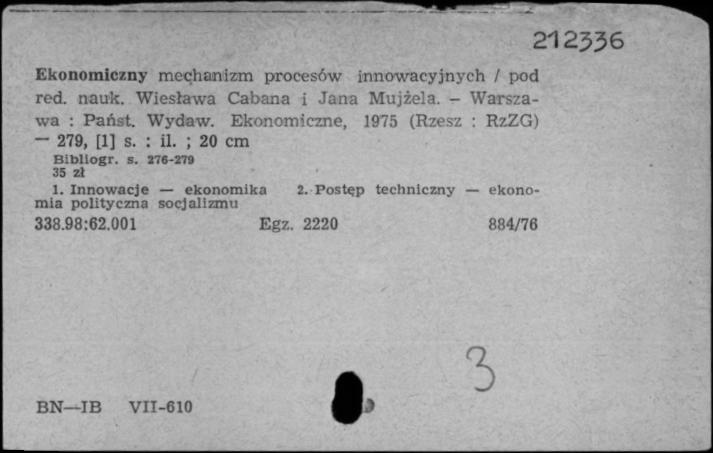 212336
Ekonomiczny mechanizm procesów innowacyjnych / pod
red. nauk. Wiesława Cabana i Jana Mujżela. – Warsza-
wa : Państ. Wydaw. Ekonomiczne, 1975 (Rzesz : RzZG)
— 279, [1] s. : il. ; 20 cm
Bibliogr. s. 276-279
35 zł
1. Innowacje — ekonomika 2. Postęp techniczny — ekono-
mia polityczna socjalizmu
338.98:62.001 Egz. 2220 884/76
3
BN—IB VII-610